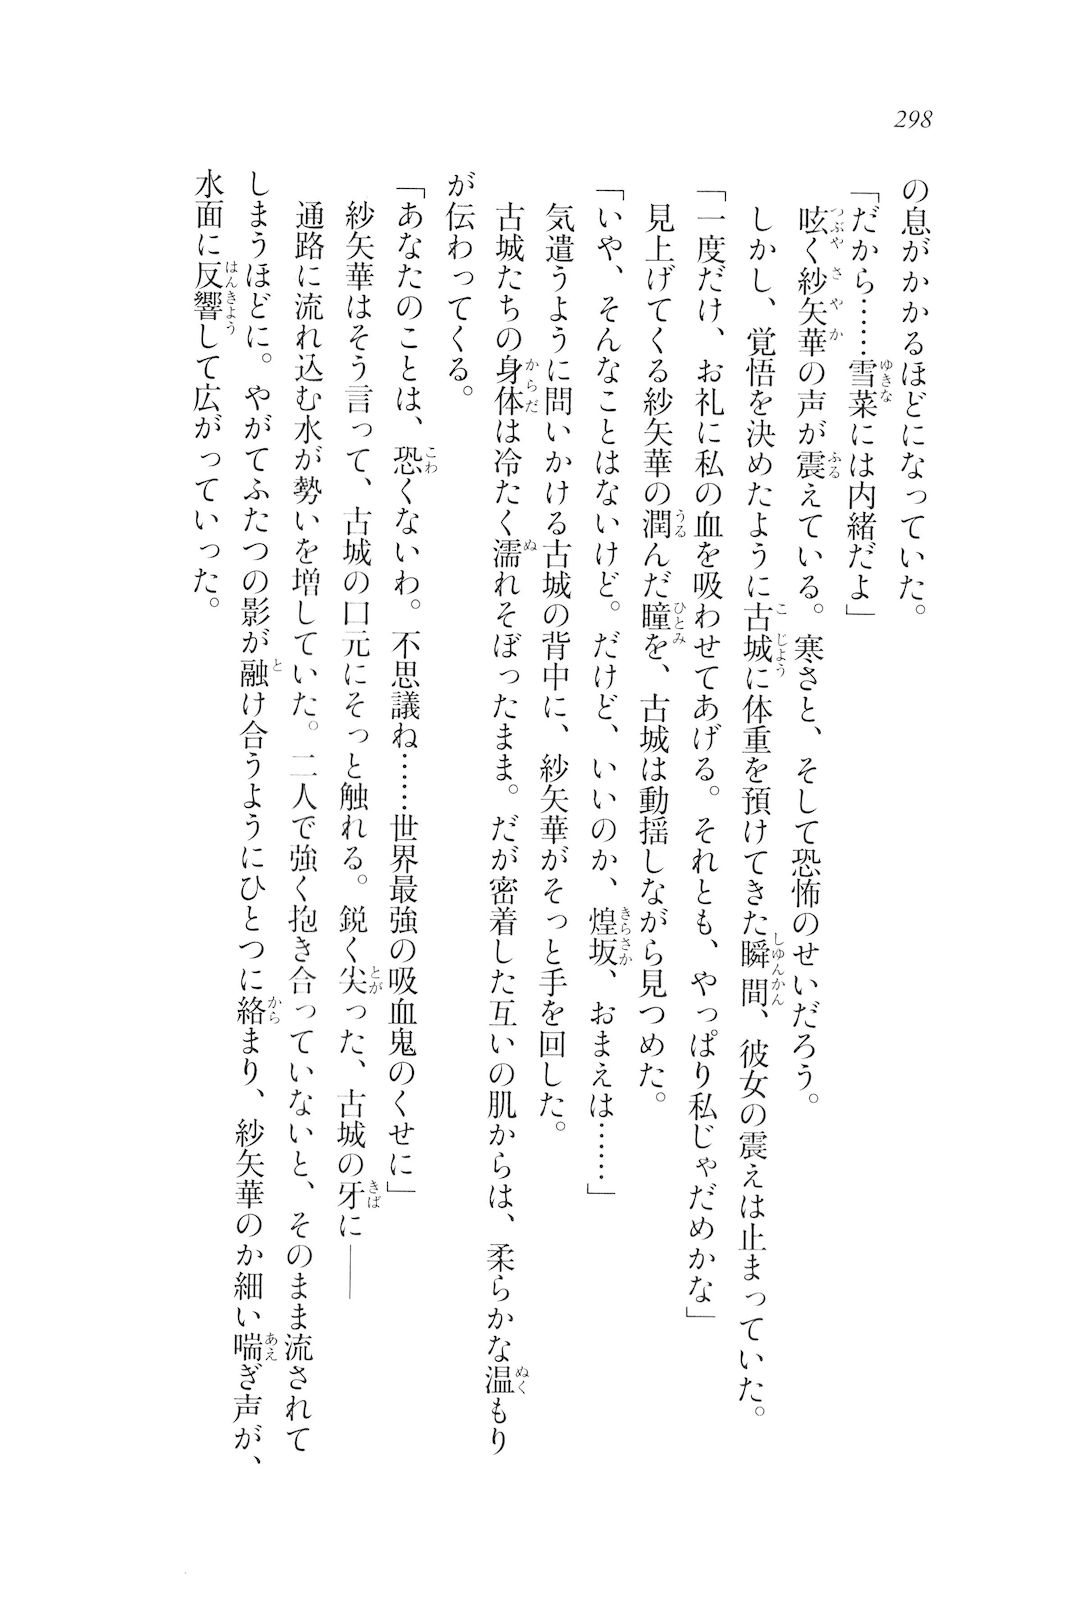 298
の息がかかるほどになっていた。
「だから……雪菜には内緒だよ」
呟く紗矢華の声が震えている。寒さと、そして恐怖のせいだろう。
しかし、覚悟を決めたように古城に体重を預けてきた瞬間、彼女の震えは止まっていた。
「一度だけ、お礼に私の血を吸わせてあげる。それとも、やっぱり私じゃだめかな」
見上げてくる紗矢華の潤んだ瞳を、古城は動揺しながら見つめた。
「いや、そんなことはないけど。だけど、いいのか、煌坂、おまえは……」
気遣うように問いかける古城の背中に、紗矢華がそっと手を回した。
古城たちの身体は冷たく濡れそぼったまま。だが密着した互いの肌からは、柔らかな温もり
が伝わってくる。
「あなたのことは、恐くないわ。不思議ね……世界最強の吸血鬼のくせに」
紗矢華はそう言って、古城の口元にそっと触れる。鋭く尖った、古城の牙に――
通路に流れ込む水が勢いを増していた。二人で強く抱き合っていないと、そのまま流されて
しまうほどに。やがてふたつの影が融け合うようにひとつに絡まり、紗矢華のか細い喘ぎ声が、
水面に反響して広がっていった。